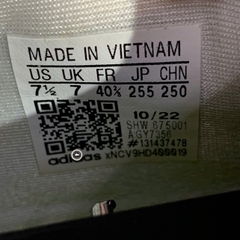 MADE IN VIETNAM
US UK FR JP CHN
7½ 7 40⅔ 255 250
10/22
SHW 675001
#131437478
adidas xNCV9HD400019